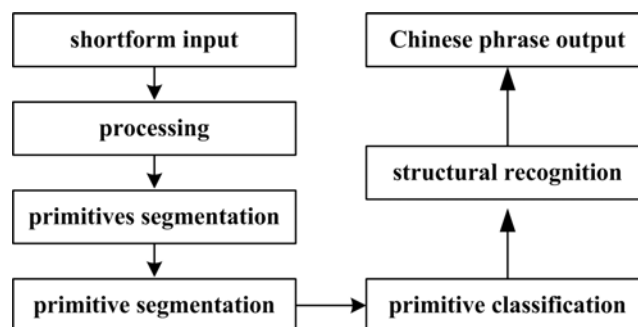 shortform input
processing
primitives segmentation
primitive segmentation
primitive classification
structural recognition
Chinese phrase output